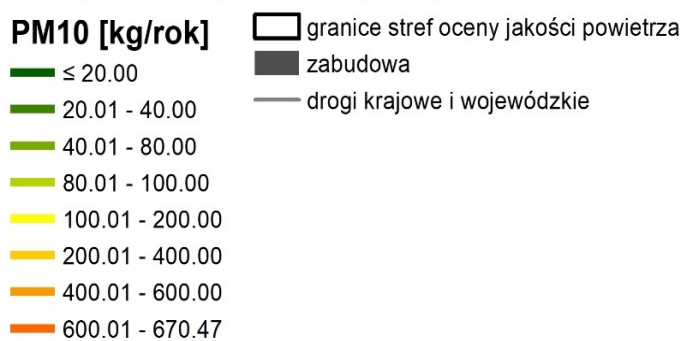 PM10 [kg/rok]
≤ 20.00
20.01 - 40.00
40.01 - 80.00
80.01 - 100.00
100.01 - 200.00
200.01 - 400.00
400.01 - 600.00
600.01 - 670.47
granice stref oceny jakości powietrza
zabudowa
drogi krajowe i wojewódzkie